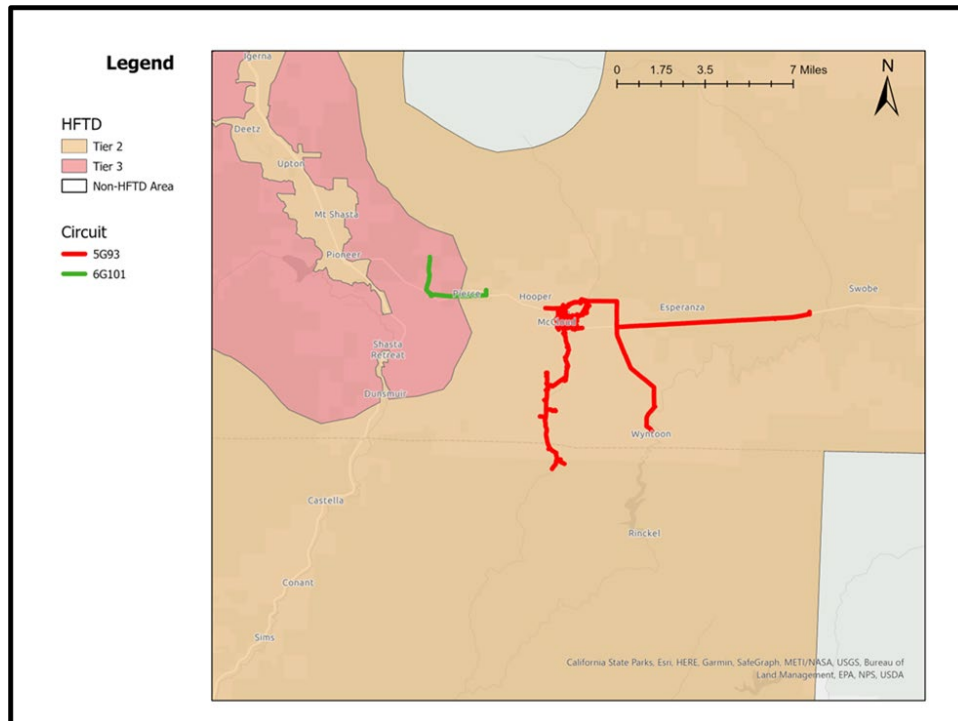 Legend
HFTD
Tier 2
Tier 3
Non-HFTD Area
Circuit
5G93
6G101
0 1.75 3.5 7 Miles
N
Igerna
Deetz
Upton
Mt Shasta
Pioneer
Pierce
Hooper
McCloud
Esperanza
Swobe
Shasta
Retreat
Dunsmuir
Wyntoon
Castella
Rinckel
Conant
Sims
California State Parks, Esri, HERE, Garmin, SafeGraph, METI/NASA, USGS, Bureau of
Land Management, EPA, NPS, USDA